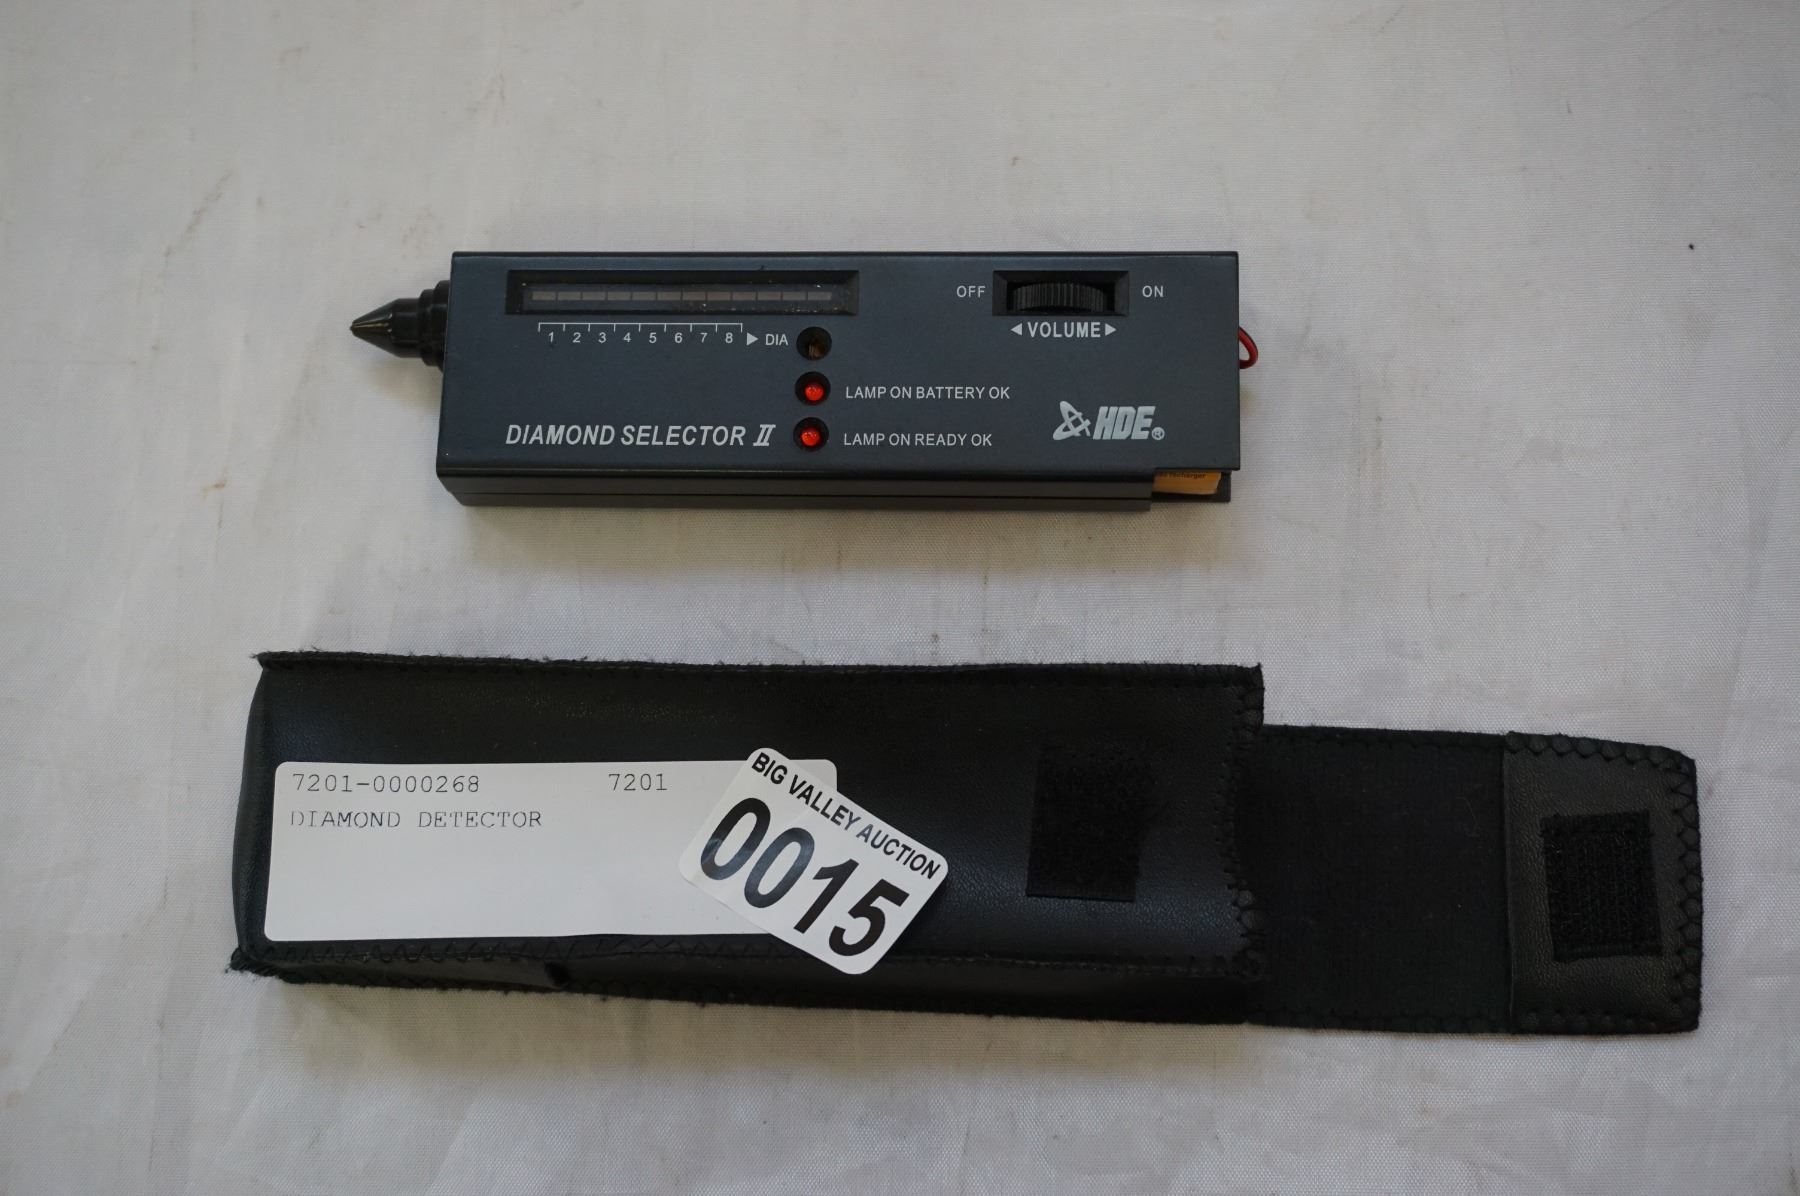 OFF ON
◄VOLUME►
1 2 3 4 5 6 7 8 ► DIA
LAMP ON BATTERY OK
DIAMOND SELECTOR II
LAMP ON READY OK
HDE®
recharger
7201-0000268 7201
DIAMOND DETECTOR
BIG VALLEY AUCTION
0015